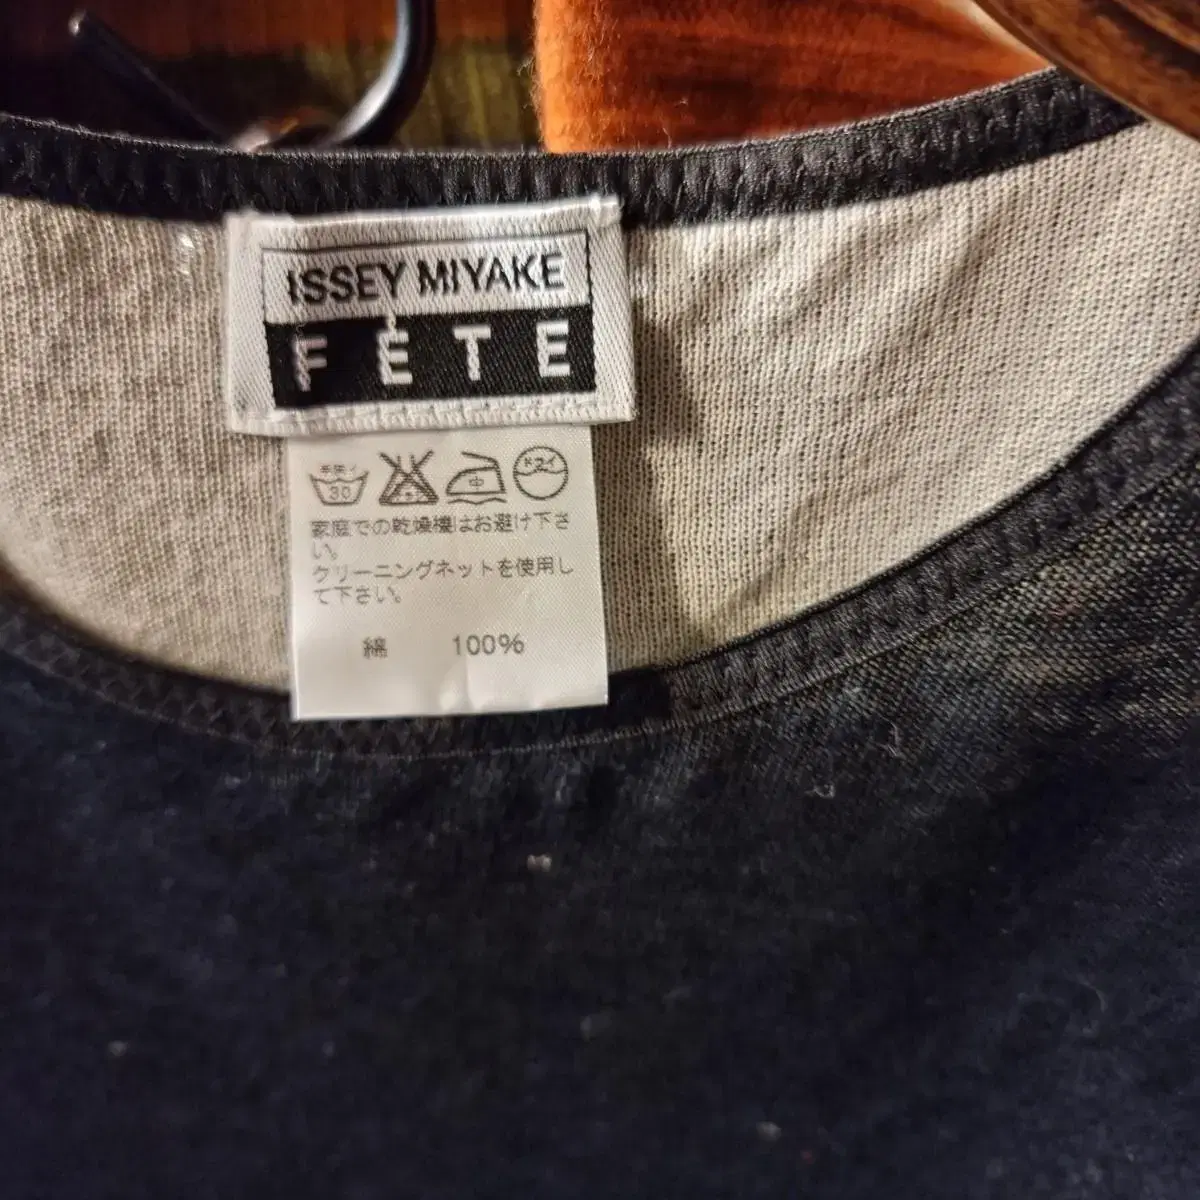 ISSEY MIYAKE
FÊTE
手洗イ
30
中
ドライ
家庭での乾燥機はお避け下さ
い。
クリーニングネットを使用し
て下さい。
綿 100%